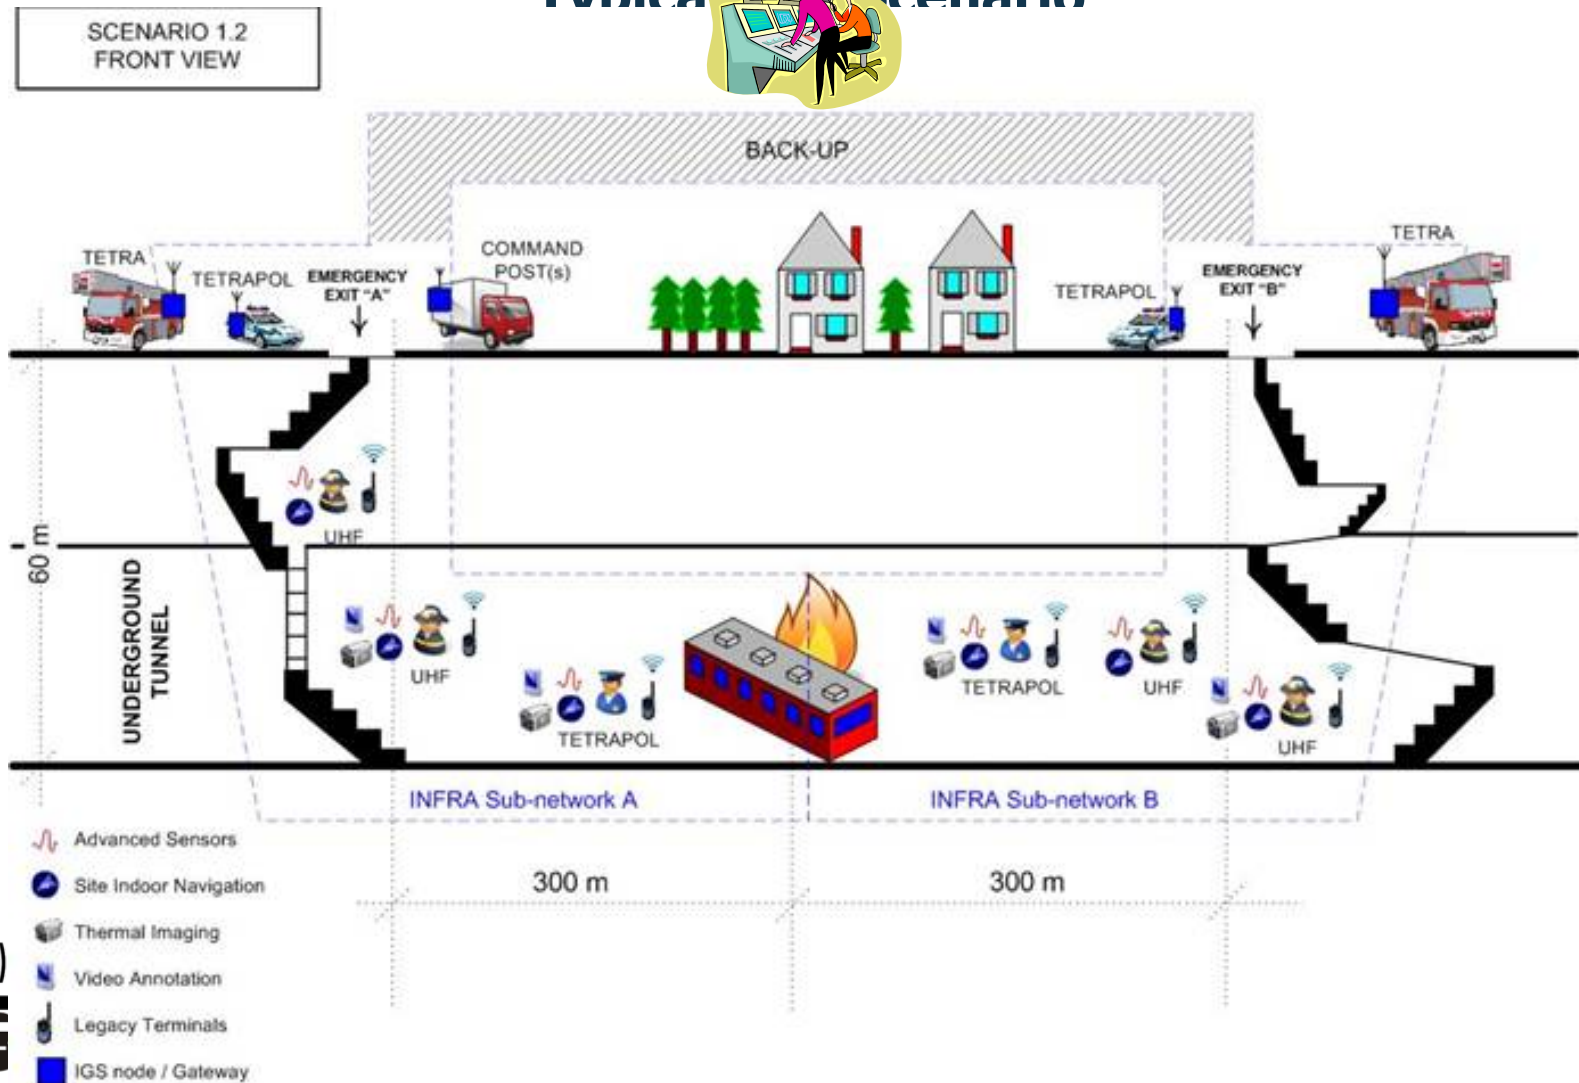 SCENARIO 1.2
FRONT VIEW
BACK-UP
TETRA
TETRAPOL
EMERGENCY
EXIT "A"
COMMAND
POST(s)
TETRAPOL
EMERGENCY
EXIT "B"
TETRA
60 m
UNDERGROUND
TUNNEL
UHF
UHF
TETRAPOL
TETRAPOL
UHF
UHF
INFRA Sub-network A
INFRA Sub-network B
300 m
300 m
Advanced Sensors
Site Indoor Navigation
Thermal Imaging
Video Annotation
Legacy Terminals
IGS node / Gateway